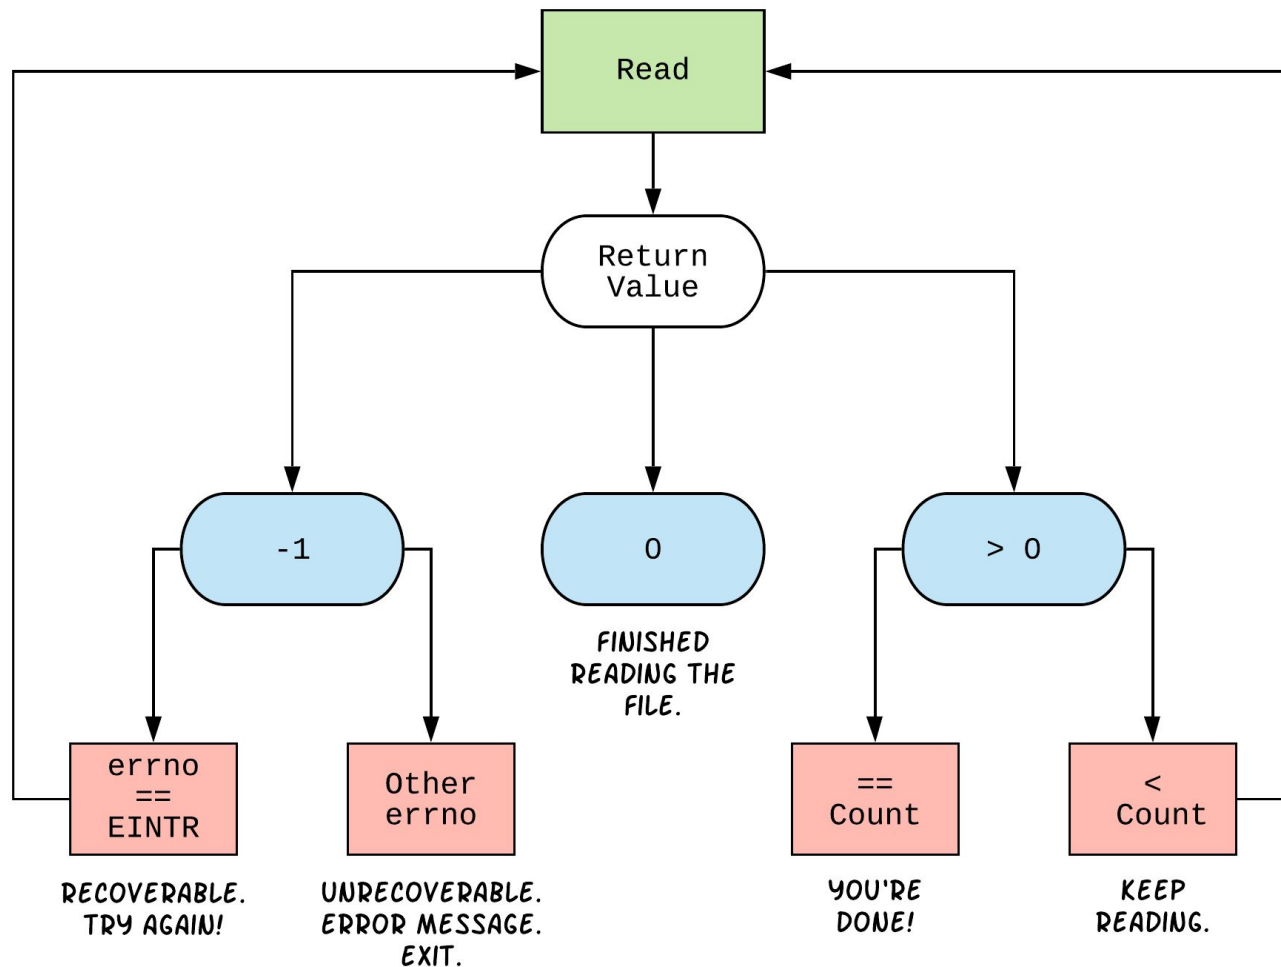 Read
Return
Value
-1
0
> 0
FINISHED
READING THE
FILE.
errno
==
EINTR
Other
errno
==
Count
<
Count
RECOVERABLE.
TRY AGAIN!
UNRECOVERABLE.
ERROR MESSAGE.
EXIT.
YOU'RE
DONE!
KEEP
READING.